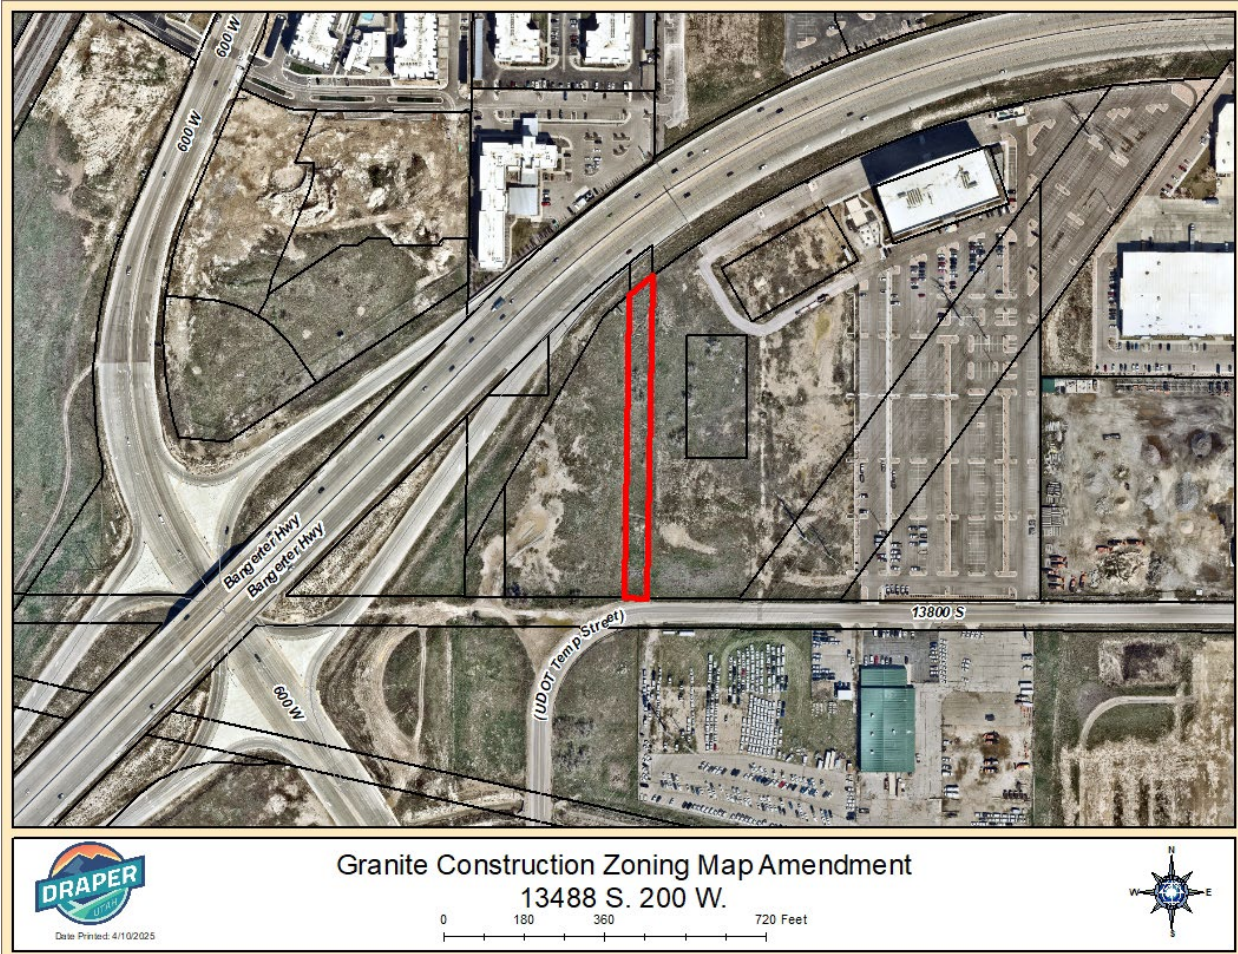 600 W
600 W
Bangerter Hwy
Bangerter Hwy
600 W
(UDOT Temp Street)
13800 S
DRAPER
UTAH
Date Printed: 4/10/2025
Granite Construction Zoning Map Amendment
13488 S. 200 W.
0 180 360 720 Feet
N
W E
S